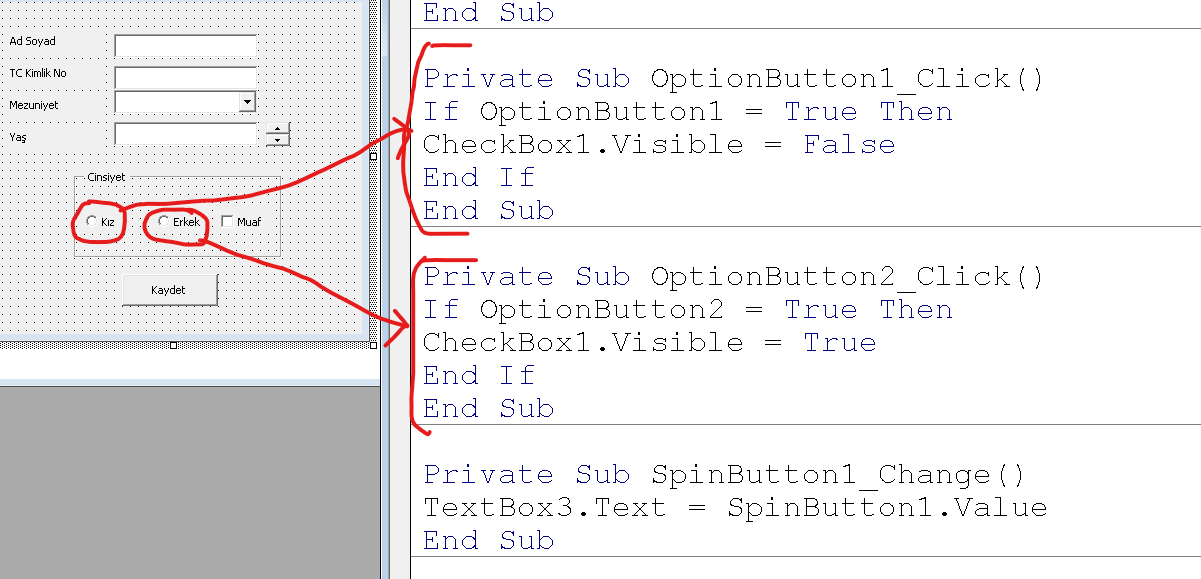 Ad Soyad
TC Kimlik No
Mezuniyet
Yaş
Cinsiyet
Kız Erkek Muaf
Kaydet
End Sub
Private Sub OptionButton1_Click()
If OptionButton1 = True Then
CheckBox1.Visible = False
End If
End Sub
Private Sub OptionButton2_Click()
If OptionButton2 = True Then
CheckBox1.Visible = True
End If
End Sub
Private Sub SpinButton1_Change()
TextBox3.Text = SpinButton1.Value
End Sub